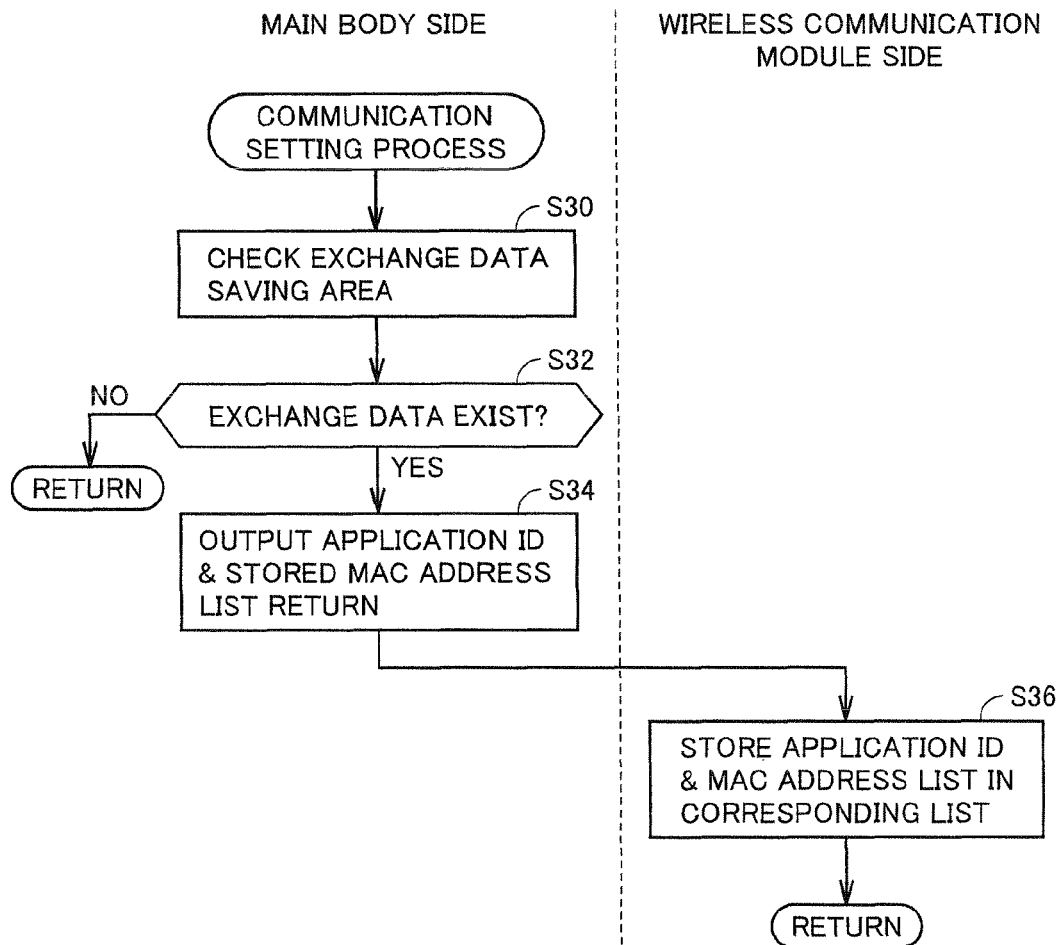 MAIN BODY SIDE
WIRELESS COMMUNICATION
MODULE SIDE
COMMUNICATION
SETTING PROCESS
S30
CHECK EXCHANGE DATA
SAVING AREA
S32
NO
EXCHANGE DATA EXIST?
RETURN
YES
S34
OUTPUT APPLICATION ID
& STORED MAC ADDRESS
LIST RETURN
S36
STORE APPLICATION ID
& MAC ADDRESS LIST IN
CORRESPONDING LIST
RETURN